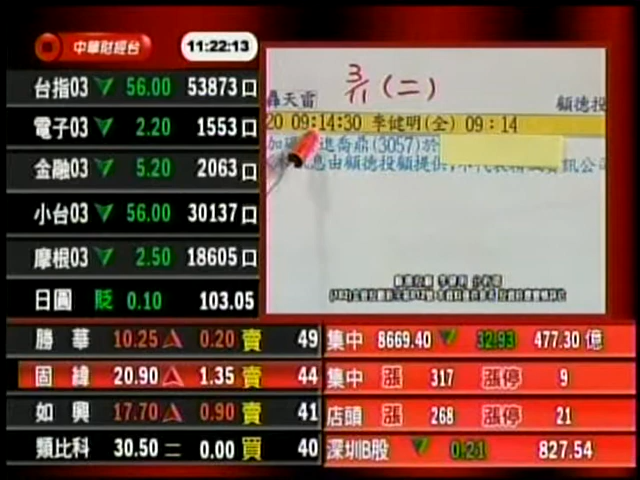 中華財經台
11:22:13
台指03 56.00 53873口
電子03 2.20 1553口
金融03 5.20 2063口
小台03 56.00 30137口
摩根03 2.50 18605口
日圓 貶 0.10 103.05
3/11 (二)
轟天雷 顧德投
20 09:14:30 李健明(全) 09:14
進喬鼎(3057)於
息由顧德投顧提供
勝華 10.25 0.20 賣 49
固緯 20.90 1.35 賣 44
如興 17.70 0.90 賣 41
類比科 30.50 二 0.00 買 40
集中 8669.40 32.93 477.30 億
集中 漲 317 漲停 9
店頭 漲 268 漲停 21
深圳B股 0.21 827.54